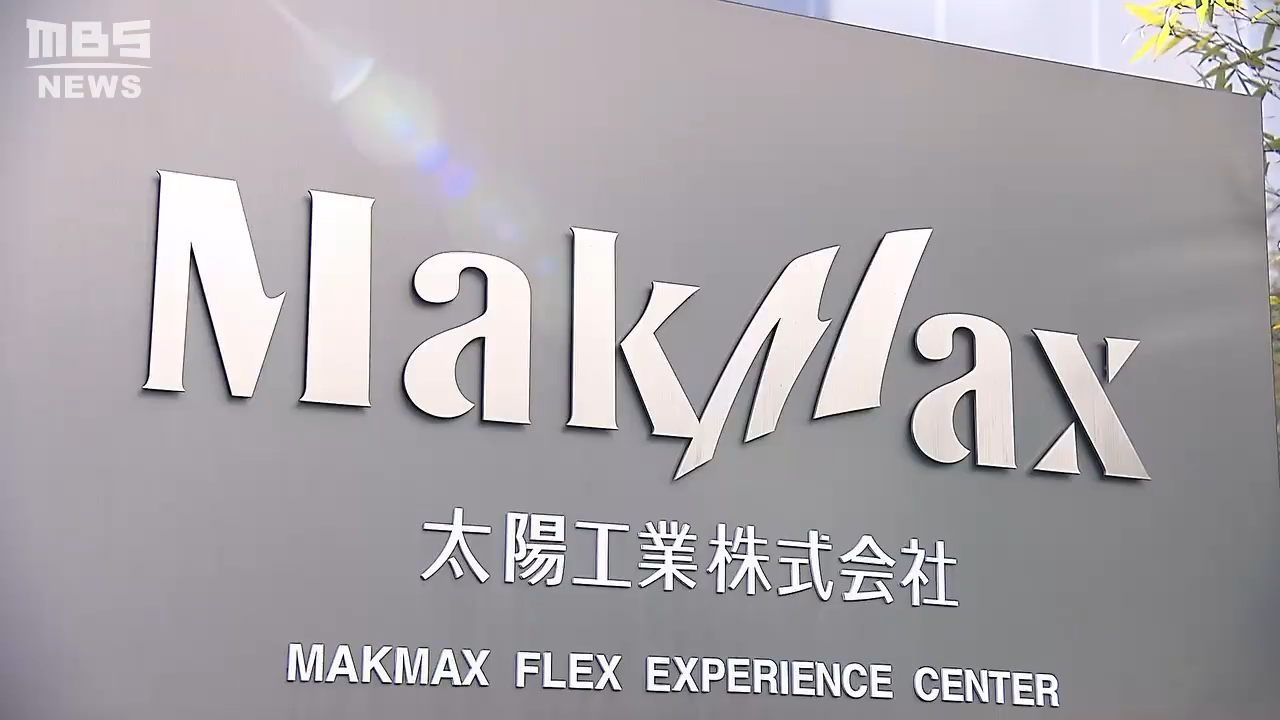 MBS
NEWS
MakMax
太陽工業株式会社
MAKMAX FLEX EXPERIENCE CENTER